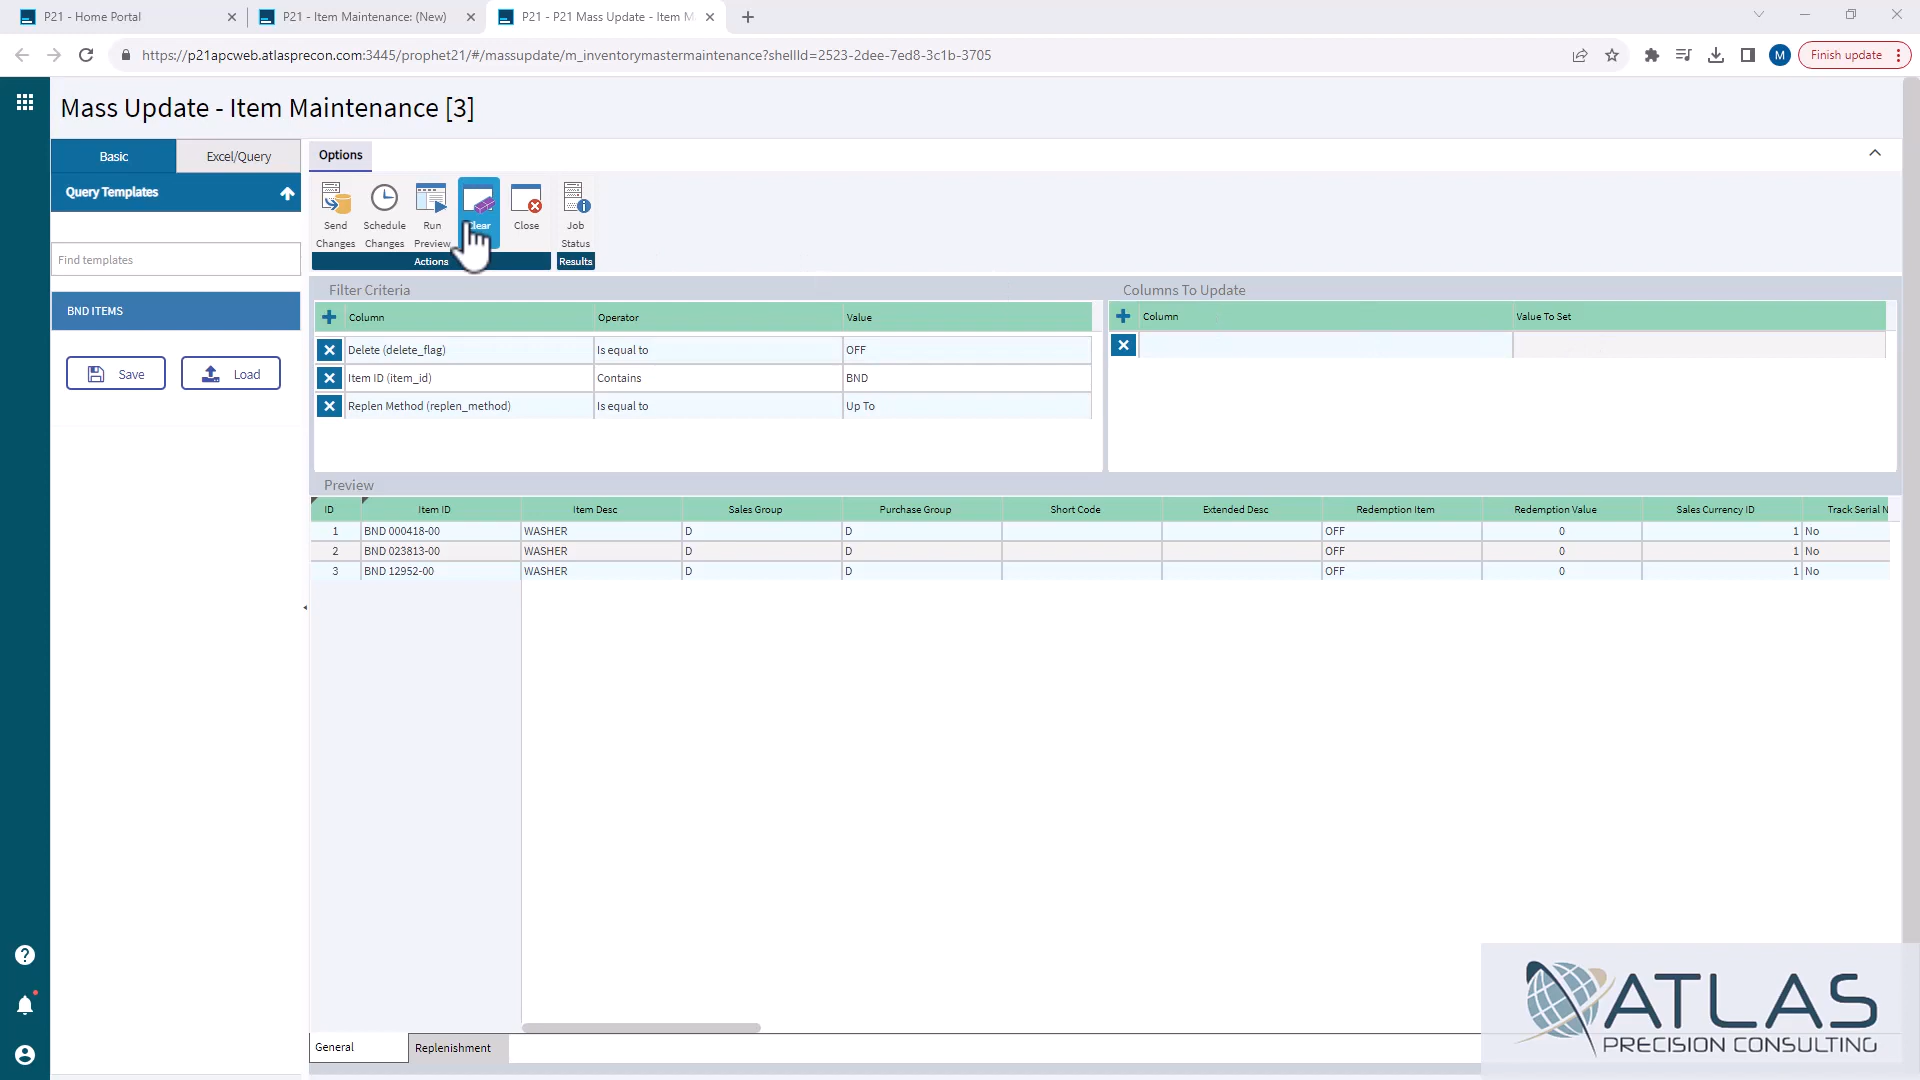 P21 - Home Portal
P21 - Item Maintenance: (New)
P21 - P21 Mass Update - Item M
https://p21apcweb.atlasprecon.com:3445/prophet21/#/massupdate/m_inventorymastermaintenance?shellId=2523-2dee-7ed8-3c1b-3705
M
Finish update
Mass Update - Item Maintenance [3]
Basic
Excel/Query
Options
Query Templates
Find templates
BND ITEMS
Save
Load
Send Changes
Schedule Changes
Run Preview
Clear
Close
Job Status
Actions
Results
Filter Criteria
Column Operator Value
Delete (delete_flag) Is equal to OFF
Item ID (item_id) Contains BND
Replen Method (replen_method) Is equal to Up To
Columns To Update
Column Value To Set
Preview
ID Item ID Item Desc Sales Group Purchase Group Short Code Extended Desc Redemption Item Redemption Value Sales Currency ID Track Serial N
1 BND 000418-00 WASHER D D OFF 0 1 No
2 BND 023813-00 WASHER D D OFF 0 1 No
3 BND 12952-00 WASHER D D OFF 0 1 No
General
Replenishment
ATLAS
PRECISION CONSULTING